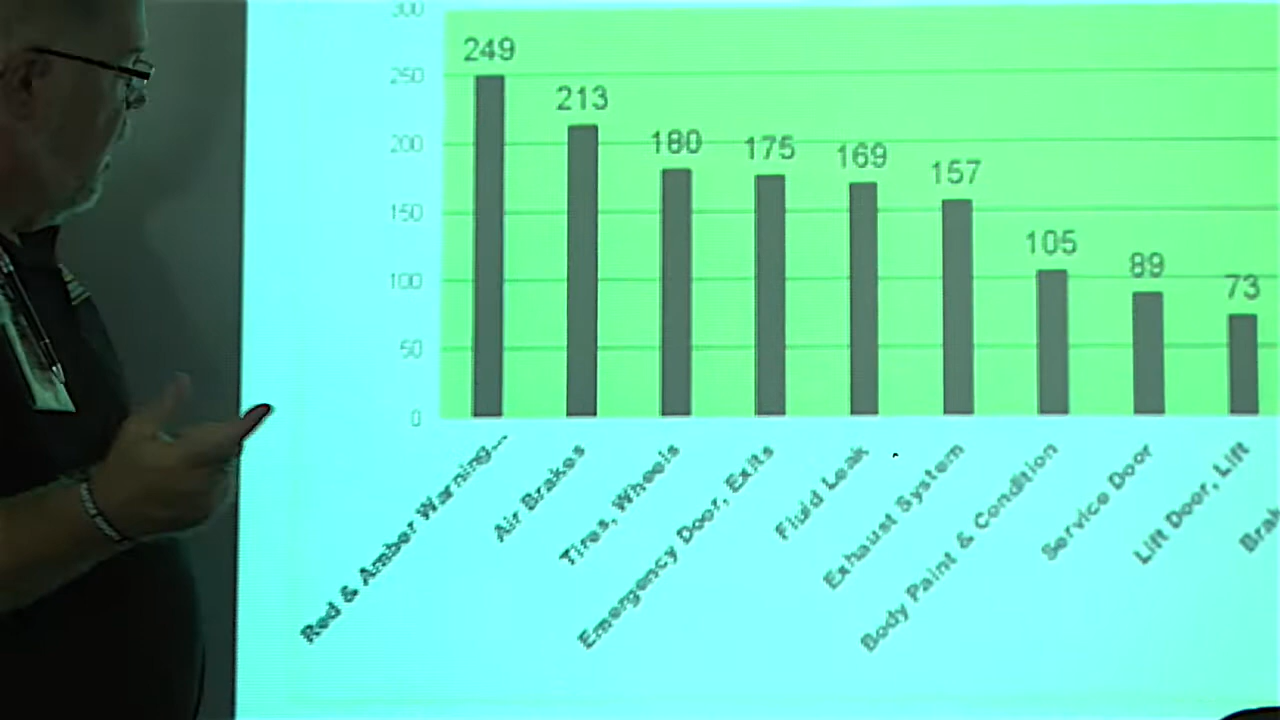 300
249
250
213
200
180
175
169
157
150
105
100
89
73
50
0
Red & Amber Warning...
Air Brakes
Tires, Wheels
Emergency Door, Exits
Fluid Leak
Exhaust System
Body Paint & Condition
Service Door
Lift Door, Lift
Brak